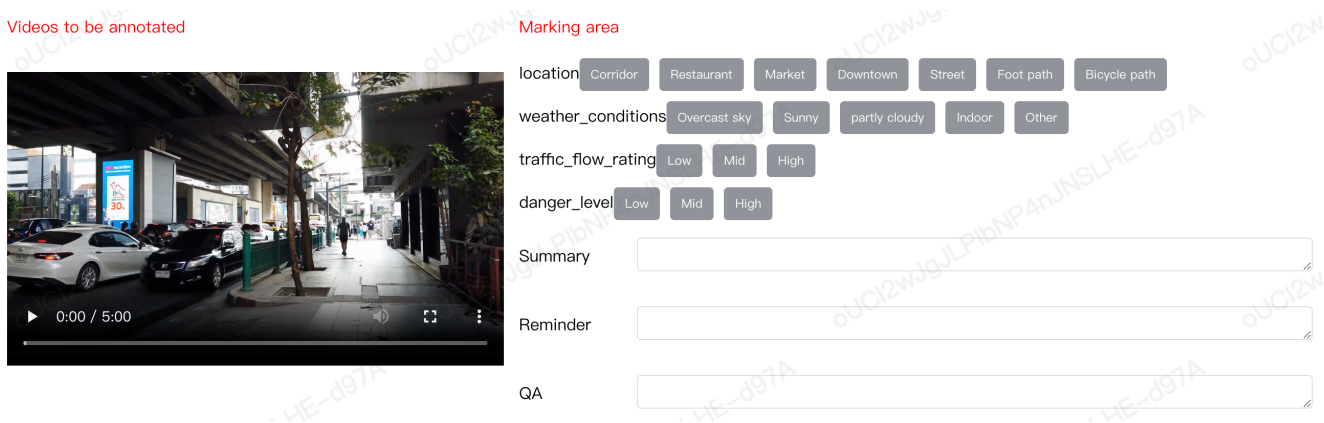 Videos to be annotated
30.
0:00 / 5:00
Marking area
location Corridor Restaurant Market Downtown Street Foot path Bicycle path
weather_conditions Overcast sky Sunny partly cloudy Indoor Other
traffic_flow_rating Low Mid High
danger_level Low Mid High
Summary
Reminder
QA